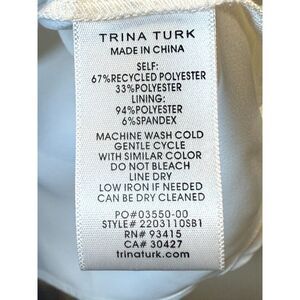 TRINA TURK
MADE IN CHINA
SELF:
67%RECYCLED POLYESTER
33%POLYESTER
LINING:
94%POLYESTER
6%SPANDEX
MACHINE WASH COLD
GENTLE CYCLE
WITH SIMILAR COLOR
DO NOT BLEACH
LINE DRY
LOW IRON IF NEEDED
CAN BE DRY CLEANED
PO#03550-00
STYLE# 2203110SB1
RN# 93415
CA# 30427
trinaturk.com